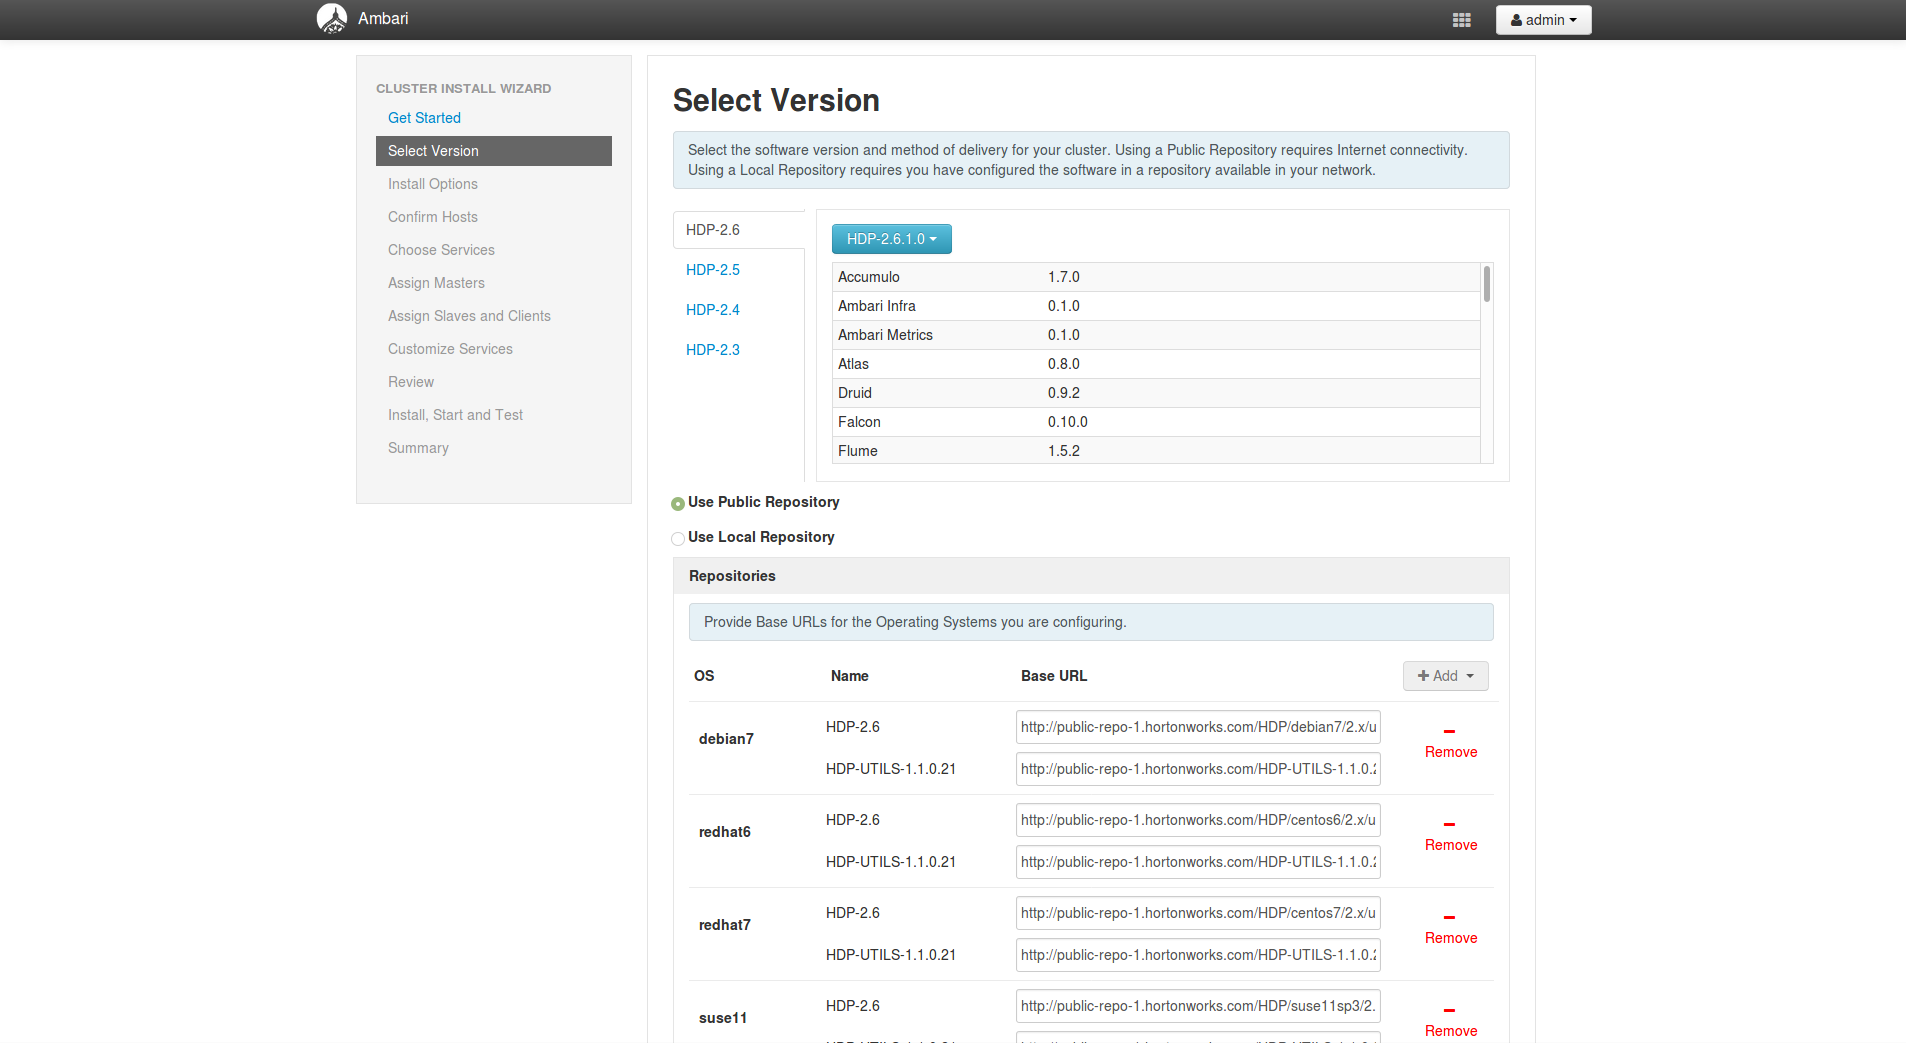 Ambari
admin
CLUSTER INSTALL WIZARD
Get Started
Select Version
Install Options
Confirm Hosts
Choose Services
Assign Masters
Assign Slaves and Clients
Customize Services
Review
Install, Start and Test
Summary
Select Version
Select the software version and method of delivery for your cluster. Using a Public Repository requires Internet connectivity.
Using a Local Repository requires you have configured the software in a repository available in your network.
HDP-2.6
HDP-2.5
HDP-2.4
HDP-2.3
HDP-2.6.1.0
Accumulo 1.7.0
Ambari Infra 0.1.0
Ambari Metrics 0.1.0
Atlas 0.8.0
Druid 0.9.2
Falcon 0.10.0
Flume 1.5.2
Use Public Repository
Use Local Repository
Repositories
Provide Base URLs for the Operating Systems you are configuring.
OS Name Base URL Add
debian7
HDP-2.6 http://public-repo-1.hortonworks.com/HDP/debian7/2.x/u
HDP-UTILS-1.1.0.21 http://public-repo-1.hortonworks.com/HDP-UTILS-1.1.0.2
Remove
redhat6
HDP-2.6 http://public-repo-1.hortonworks.com/HDP/centos6/2.x/u
HDP-UTILS-1.1.0.21 http://public-repo-1.hortonworks.com/HDP-UTILS-1.1.0.2
Remove
redhat7
HDP-2.6 http://public-repo-1.hortonworks.com/HDP/centos7/2.x/u
HDP-UTILS-1.1.0.21 http://public-repo-1.hortonworks.com/HDP-UTILS-1.1.0.2
Remove
suse11
HDP-2.6 http://public-repo-1.hortonworks.com/HDP/suse11sp3/2.
Remove